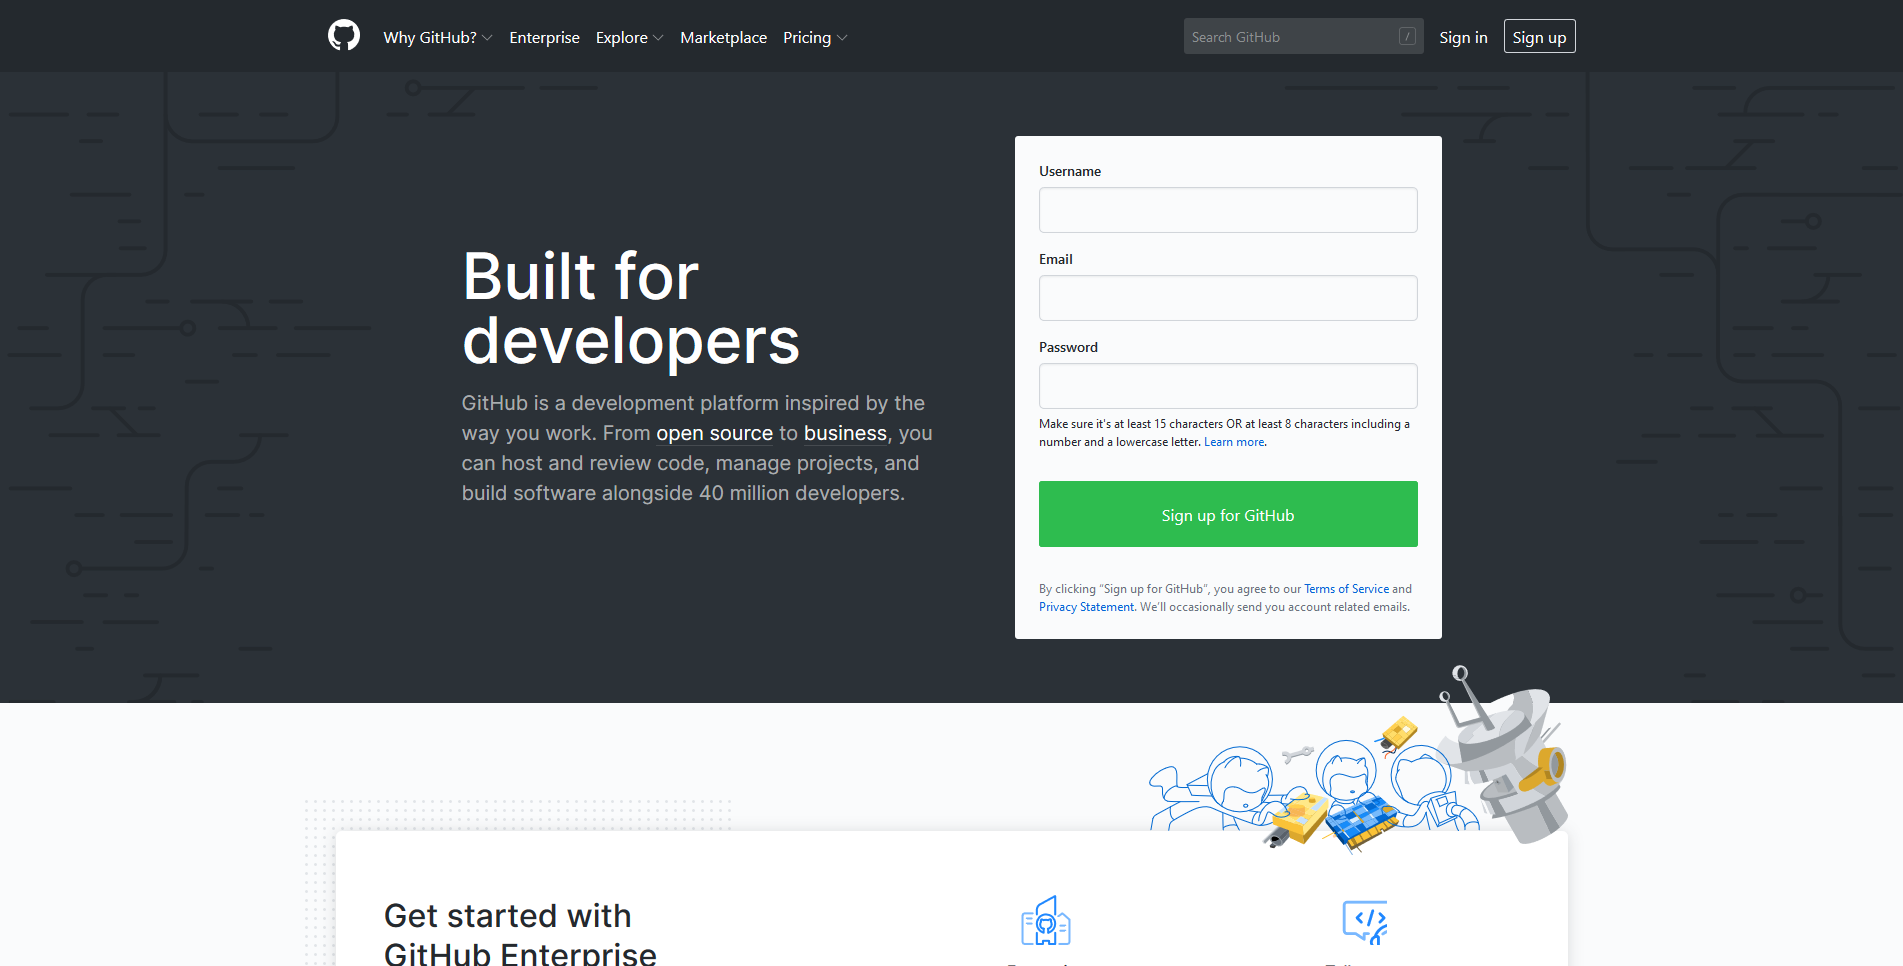 Why GitHub? Enterprise Explore Marketplace Pricing
Search GitHub /
Sign in
Sign up
Built for
developers
GitHub is a development platform inspired by the
way you work. From open source to business, you
can host and review code, manage projects, and
build software alongside 40 million developers.
Username
Email
Password
Make sure it's at least 15 characters OR at least 8 characters including a
number and a lowercase letter. Learn more.
Sign up for GitHub
By clicking “Sign up for GitHub”, you agree to our Terms of Service and
Privacy Statement. We’ll occasionally send you account related emails.
Get started with
GitHub Enterprise